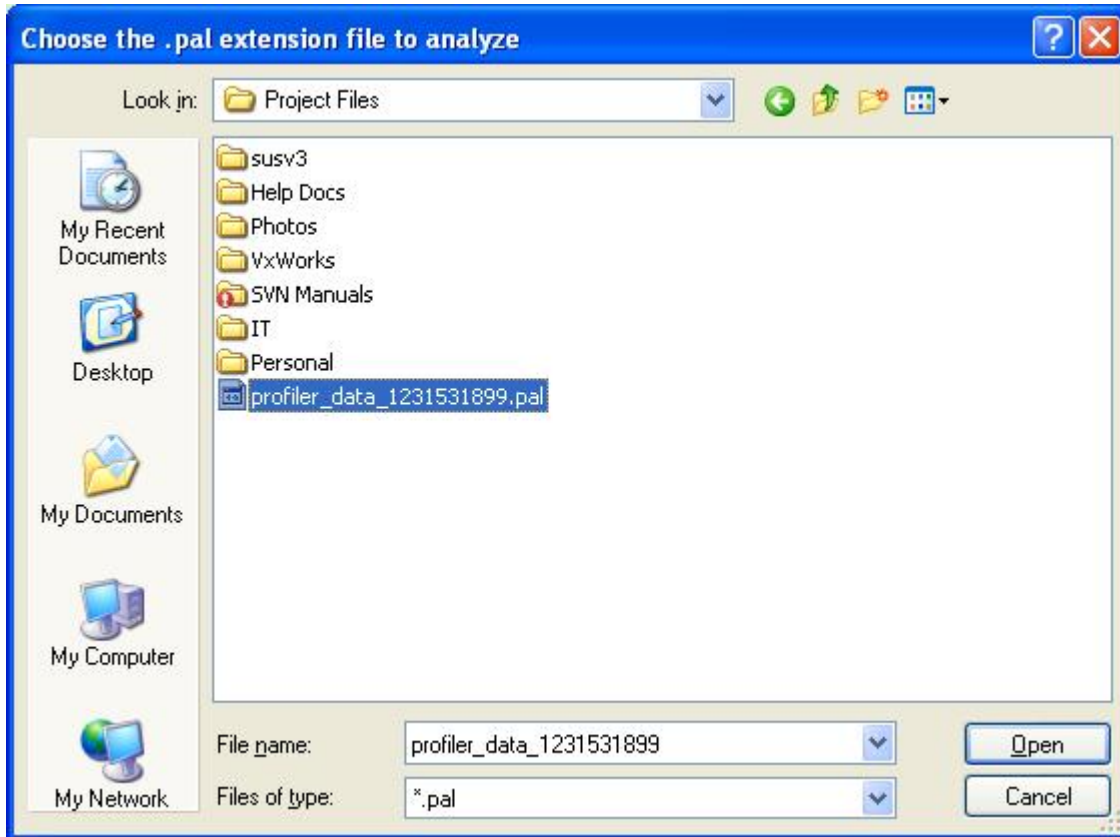 Choose the .pal extension file to analyze
Look in:
Project Files
My Recent
Documents
Desktop
My Documents
My Computer
My Network
susv3
Help Docs
Photos
VxWorks
SVN Manuals
IT
Personal
profiler_data_1231531899.pal
File name:
profiler_data_1231531899
Open
Files of type:
*.pal
Cancel